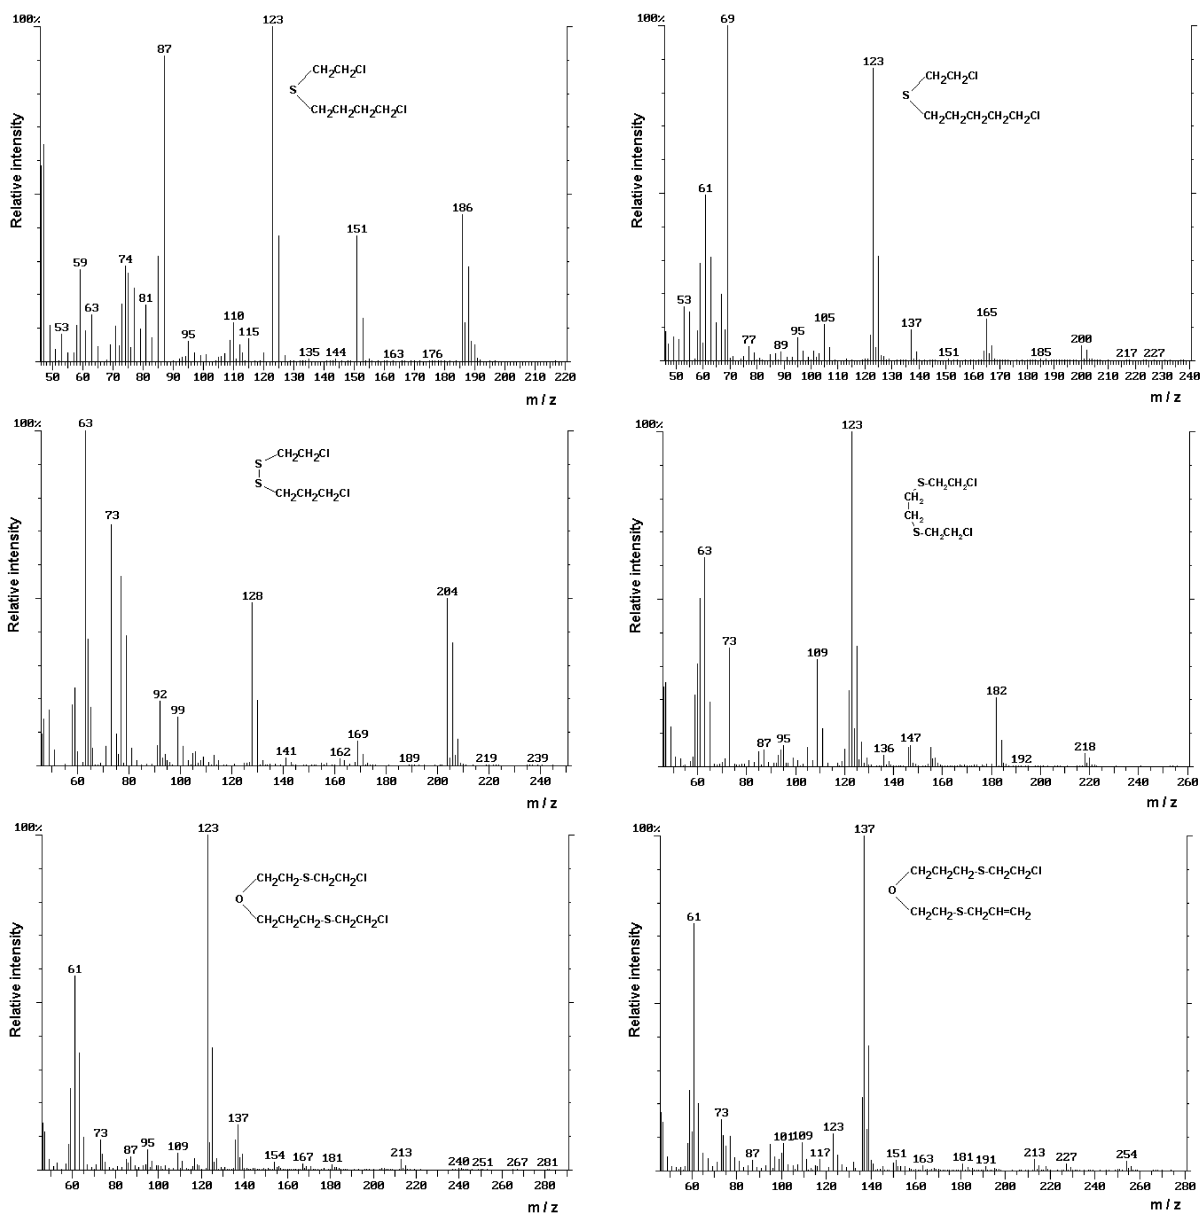 100%
123
87
CH2CH2Cl
S
CH2CH2CH2CH2Cl
186
151
59
74
63
81
53
110
115
95
135 144 163 176
Relative intensity
50 60 70 80 90 100 110 120 130 140 150 160 170 180 190 200 210 220
m / z
100%
69
123
CH2CH2Cl
S
CH2CH2CH2CH2CH2Cl
61
53
105
165
95
137
77
89
200
151
185
217 227
Relative intensity
50 60 70 80 90 100 110 120 130 140 150 160 170 180 190 200 210 220 230 240
m / z
100%
63
S
CH2CH2Cl
S
CH2CH2CH2Cl
73
128
204
92
99
169
141
162
189
219
239
Relative intensity
60 80 100 120 140 160 180 200 220 240
m / z
100%
123
S-CH2CH2Cl
CH2
CH2
S-CH2CH2Cl
63
73
109
182
87
95
147
136
192
218
Relative intensity
60 80 100 120 140 160 180 200 220 240 260
m / z
100%
123
CH2CH2-S-CH2CH2Cl
O
CH2CH2CH2-S-CH2CH2Cl
61
137
73
87
95
109
154 167 181
213
240 251 267 281
Relative intensity
60 80 100 120 140 160 180 200 220 240 260 280
m / z
100%
137
CH2CH2CH2-S-CH2CH2Cl
O
CH2CH2-S-CH2CH=CH2
61
73
123
87
101 109
117
151 163
181 191
213 227
254
Relative intensity
60 80 100 120 140 160 180 200 220 240 260 280
m / z